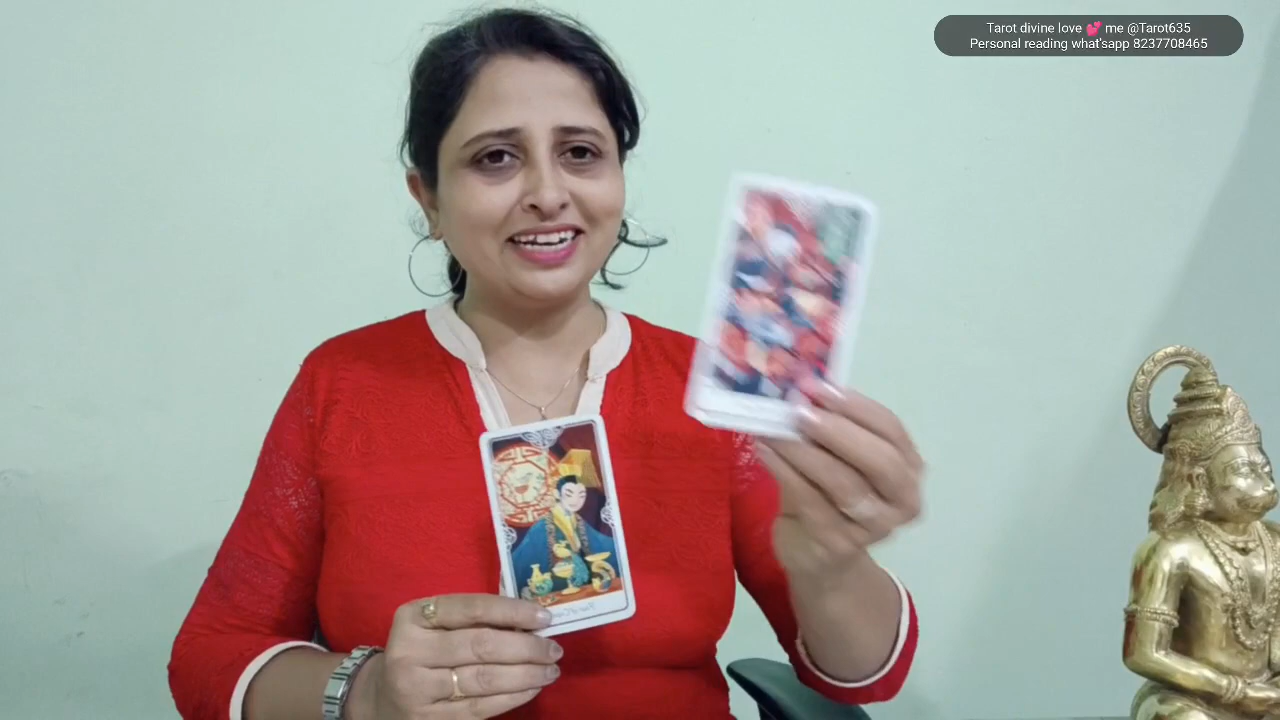 Tarot divine love 💕 me @Tarot635
Personal reading what'sapp 8237708465